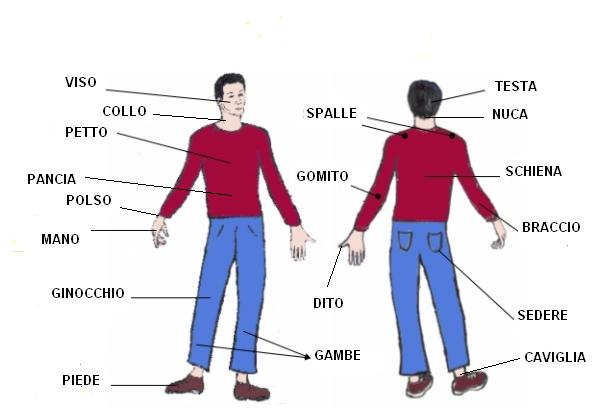 VISO
COLLO
PETTO
PANCIA
POLSO
MANO
GINOCCHIO
PIEDE
GAMBE
SPALLE
GOMITO
DITO
TESTA
NUCA
SCHIENA
BRACCIO
SEDERE
CAVIGLIA